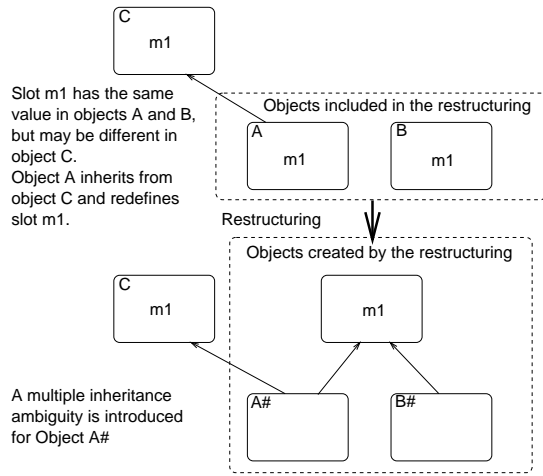 C
m1
Slot m1 has the same
value in objects A and B,
but may be different in
object C.
Object A inherits from
object C and redefines
slot m1.
Objects included in the restructuring
A
m1
B
m1
Restructuring
Objects created by the restructuring
C
m1
m1
A multiple inheritance
ambiguity is introduced
for Object A#
A#
B#